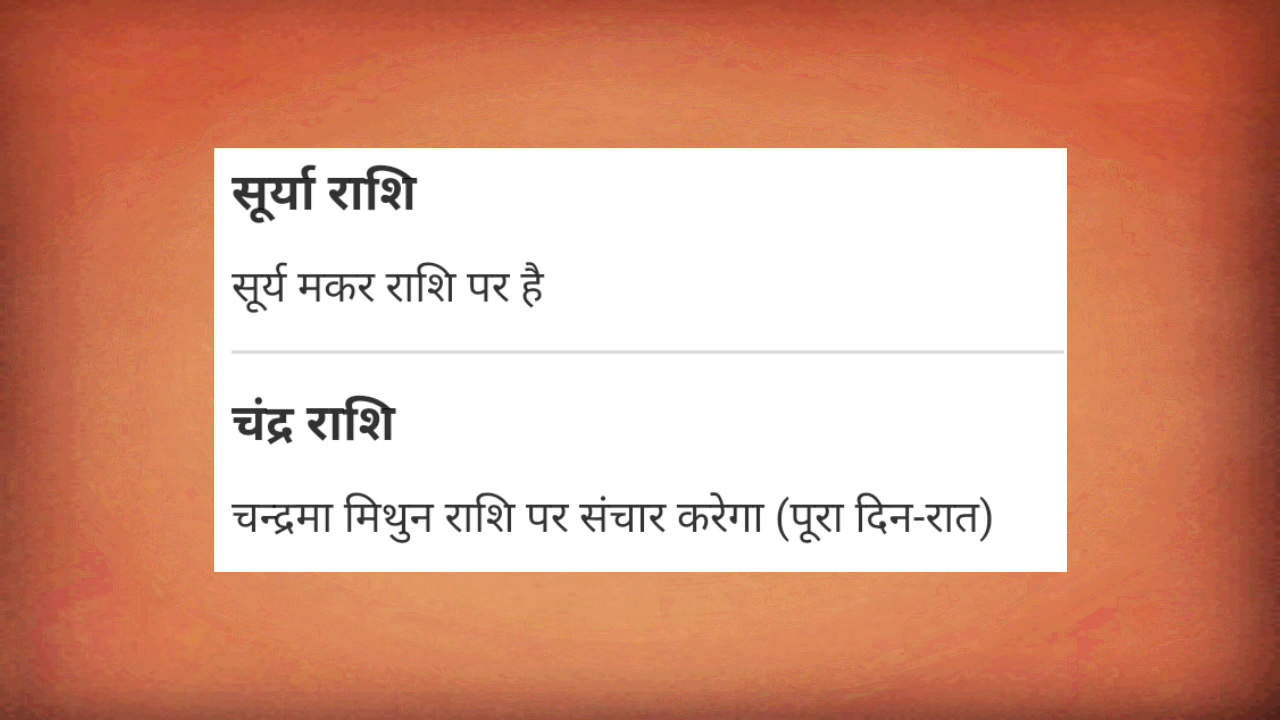 सूर्या राशि
सूर्य मकर राशि पर है
चंद्र राशि
चन्द्रमा मिथुन राशि पर संचार करेगा (पूरा दिन-रात)